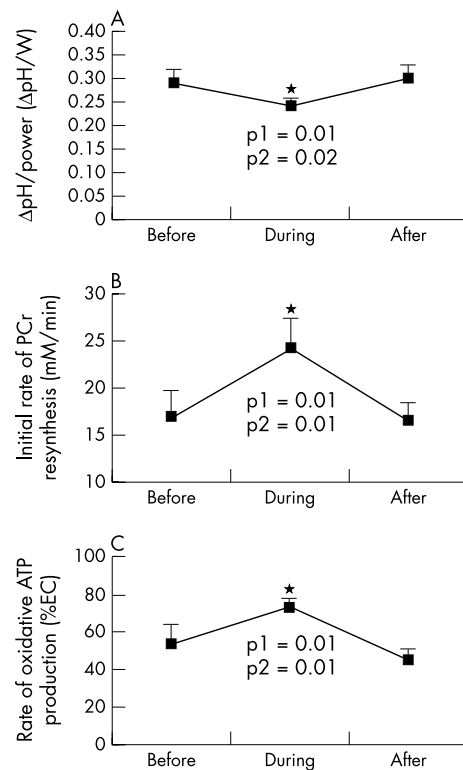 A
ΔpH/power (ΔpH/W)
0.40
0.35
0.30
0.25
0.20
0.15
0.10
0.05
0
★
p1 = 0.01
p2 = 0.02
Before During After
B
Initial rate of PCr
resynthesis (mM/min)
30
25
20
15
10
★
p1 = 0.01
p2 = 0.01
Before During After
C
Rate of oxidative ATP
production (%EC)
100
80
60
40
20
0
★
p1 = 0.01
p2 = 0.01
Before During After